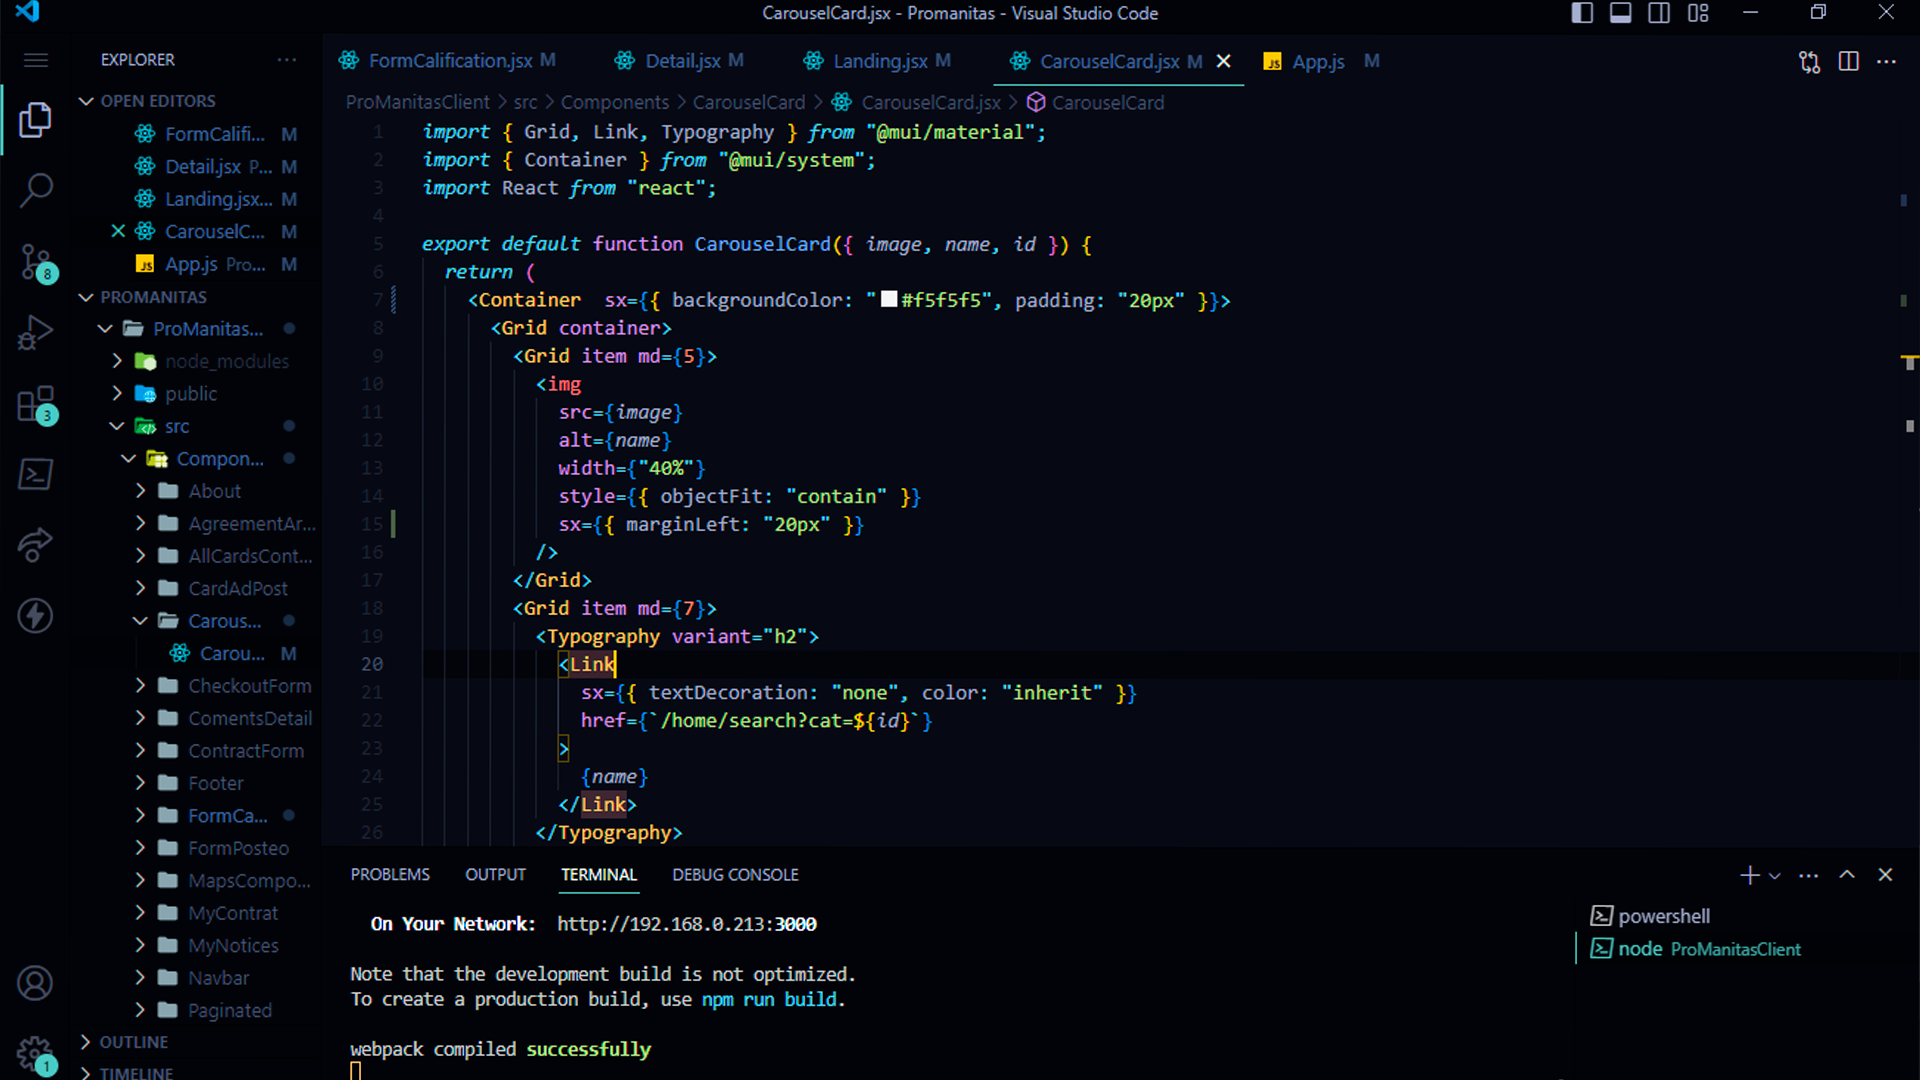 CarouselCard.jsx - Promanitas - Visual Studio Code
EXPLORER
OPEN EDITORS
FormCalifi... M
Detail.jsx P... M
Landing.jsx... M
CarouselC... M
JS App.js Pro... M
PROMANITAS
ProManitas...
node_modules
public
src
Compon...
About
AgreementAr...
AllCardsCont...
CardAdPost
Carous...
Carou... M
CheckoutForm
ComentsDetail
ContractForm
Footer
FormCa...
FormPosteo
MapsCompo...
MyContrat
MyNotices
Navbar
Paginated
OUTLINE
TIMELINE
8
3
1
FormCalification.jsx M Detail.jsx M Landing.jsx M CarouselCard.jsx M JS App.js M
ProManitasClient > src > Components > CarouselCard > CarouselCard.jsx > CarouselCard
1 import { Grid, Link, Typography } from "@mui/material";
2 import { Container } from "@mui/system";
3 import React from "react";
4
5 export default function CarouselCard({ image, name, id }) {
6 return (
7 <Container sx={{ backgroundColor: "#f5f5f5", padding: "20px" }}>
8 <Grid container>
9 <Grid item md={5}>
10 <img
11 src={image}
12 alt={name}
13 width={"40%"}
14 style={{ objectFit: "contain" }}
15 sx={{ marginLeft: "20px" }}
16 />
17 </Grid>
18 <Grid item md={7}>
19 <Typography variant="h2">
20 <Link
21 sx={{ textDecoration: "none", color: "inherit" }}
22 href={`/home/search?cat=${id}`}
23 >
24 {name}
25 </Link>
26 </Typography>
PROBLEMS OUTPUT TERMINAL DEBUG CONSOLE
On Your Network: http://192.168.0.213:3000
Note that the development build is not optimized.
To create a production build, use npm run build.
webpack compiled successfully
powershell
node ProManitasClient